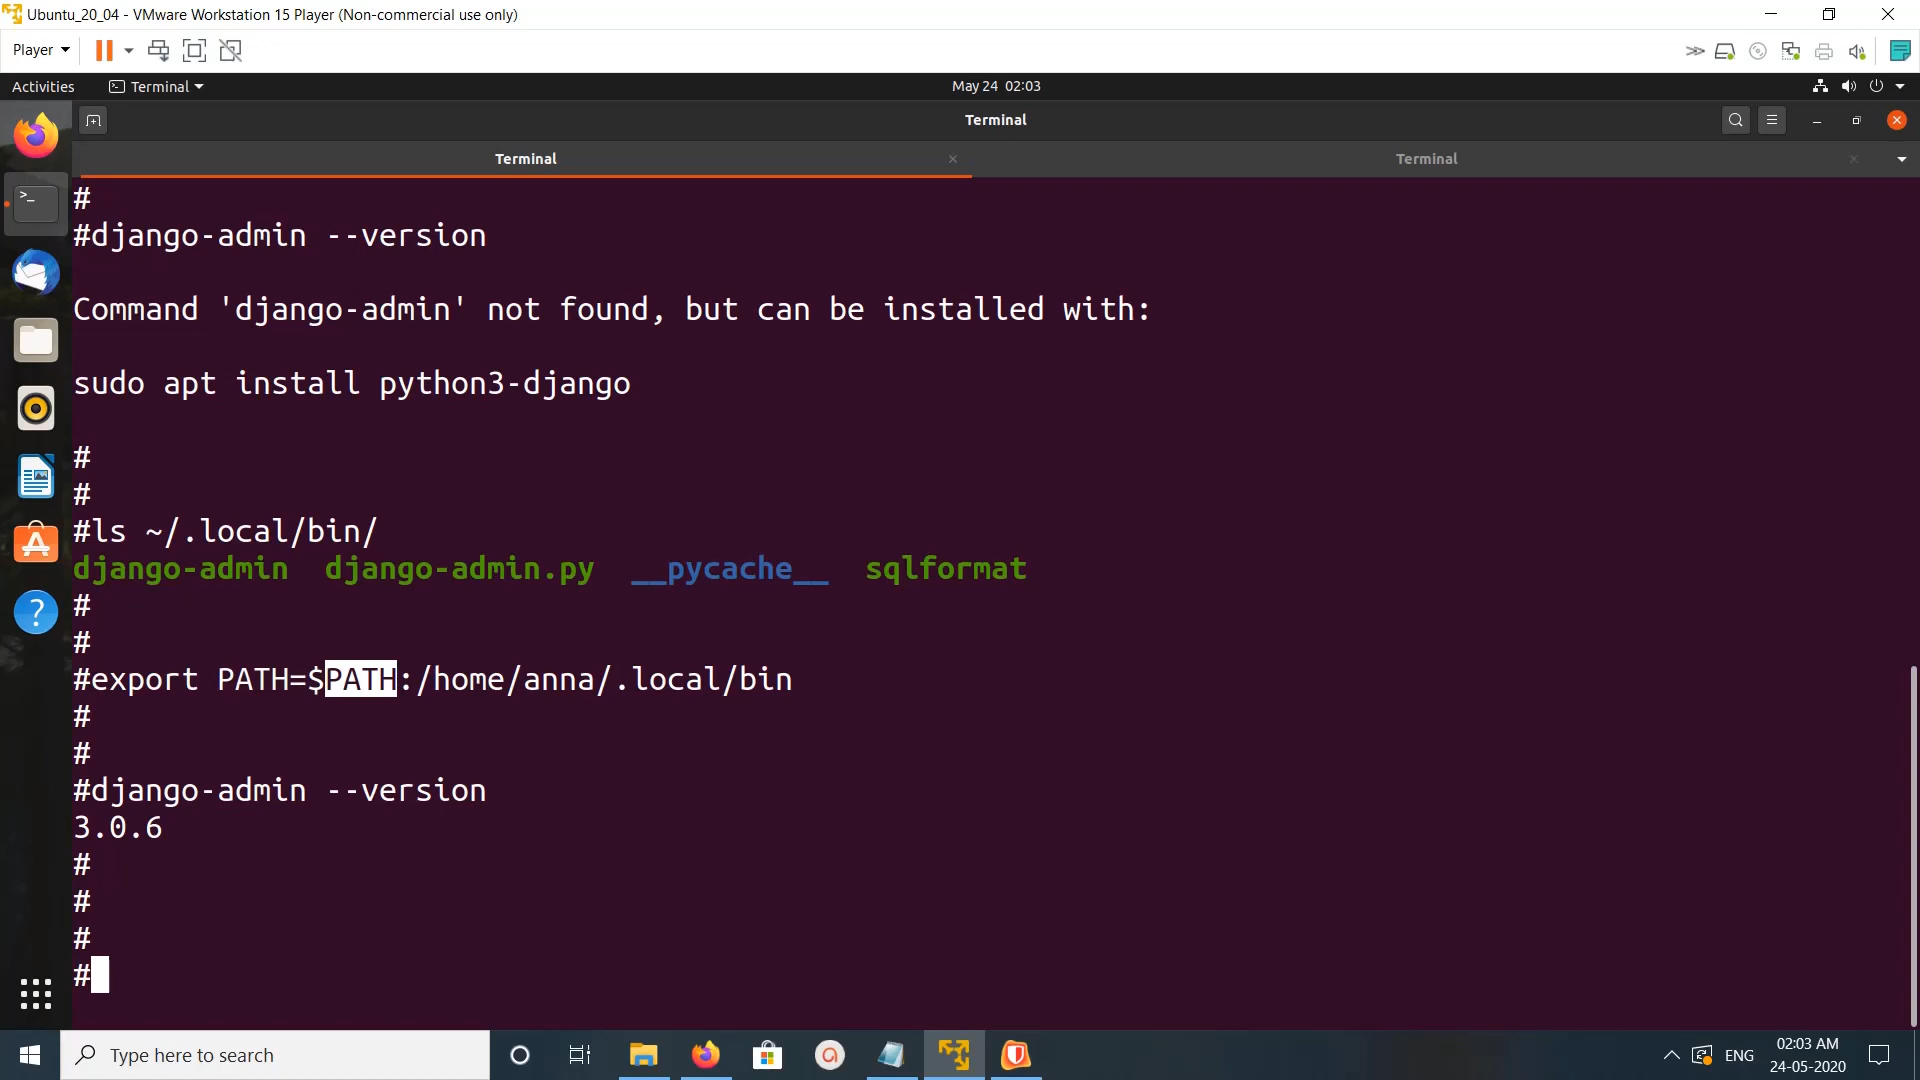 Ubuntu_20_04 - VMware Workstation 15 Player (Non-commercial use only)
Player
Activities
Terminal
May 24 02:03
Terminal
Terminal
Terminal
#
#django-admin --version
Command 'django-admin' not found, but can be installed with:
sudo apt install python3-django
#
#
#ls ~/.local/bin/
django-admin django-admin.py __pycache__ sqlformat
#
#
#export PATH=$PATH:/home/anna/.local/bin
#
#
#django-admin --version
3.0.6
#
#
#
#
Type here to search
ENG
02:03 AM
24-05-2020